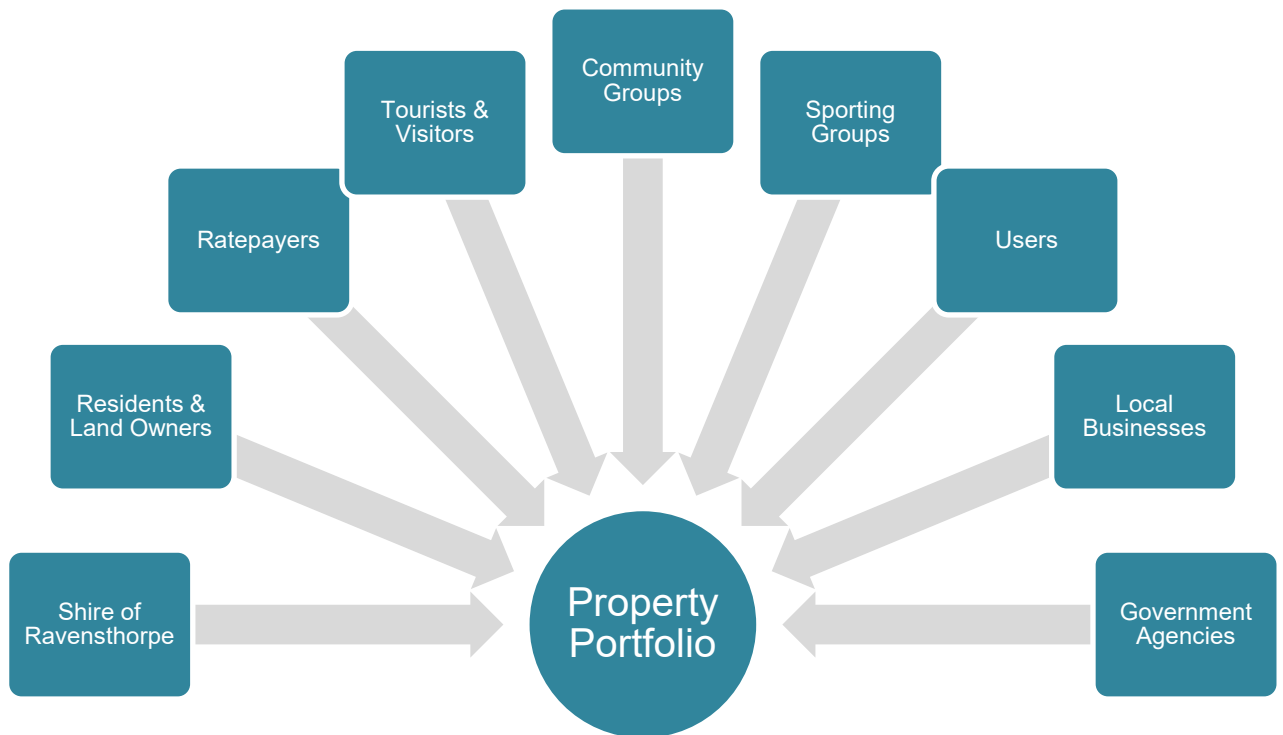 Community
Groups
Tourists &
Visitors
Sporting
Groups
Ratepayers
Users
Residents &
Land Owners
Local
Businesses
Shire of
Ravensthorpe
Property
Portfolio
Government
Agencies